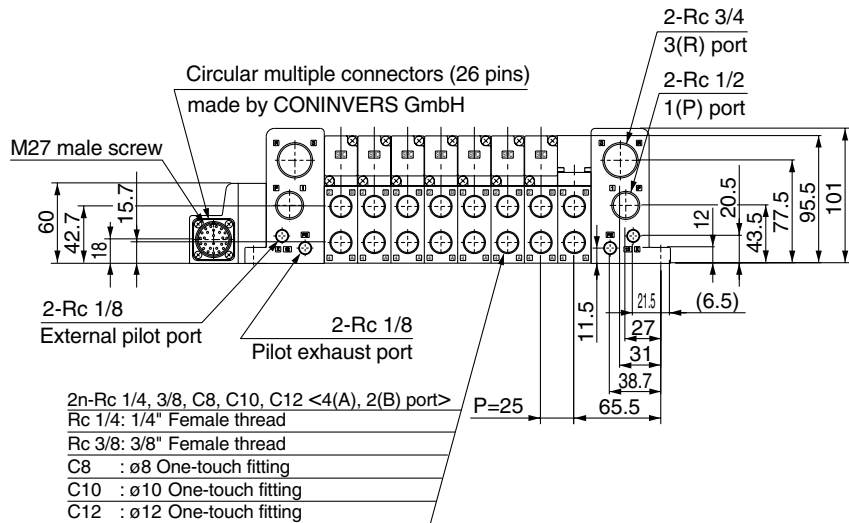 2-Rc 3/4
3(R) port
Circular multiple connectors (26 pins)
made by CONINVERS GmbH
2-Rc 1/2
1(P) port
M27 male screw
60
42.7
15.7
18
12
20.5
43.5
77.5
95.5
101
2-Rc 1/8
External pilot port
2-Rc 1/8
Pilot exhaust port
11.5
21.5
(6.5)
27
31
38.7
P=25
65.5
2n-Rc 1/4, 3/8, C8, C10, C12 <4(A), 2(B) port>
Rc 1/4: 1/4" Female thread
Rc 3/8: 3/8" Female thread
C8 : ø8 One-touch fitting
C10 : ø10 One-touch fitting
C12 : ø12 One-touch fitting